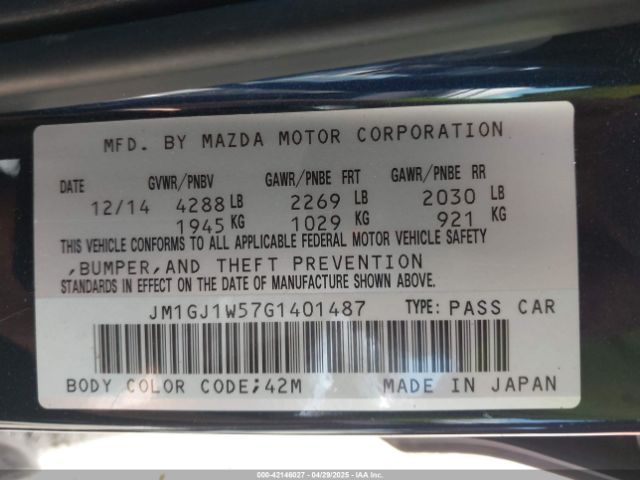 MFD. BY MAZDA MOTOR CORPORATION
DATE GVWR/PNBV GAWR/PNBE FRT GAWR/PNBE RR
12/14 4288 LB 2269 LB 2030 LB
1945 KG 1029 KG 921 KG
THIS VEHICLE CONFORMS TO ALL APPLICABLE FEDERAL MOTOR VEHICLE SAFETY
,BUMPER,AND THEFT PREVENTION
STANDARDS IN EFFECT ON THE DATE OF MANUFACTURE SHOWN ABOVE.
JM1GJ1W57G1401487 TYPE: PASS CAR
BODY COLOR CODE;42M MADE IN JAPAN
000-42146027 - 04/29/2025 - IAAI.COM